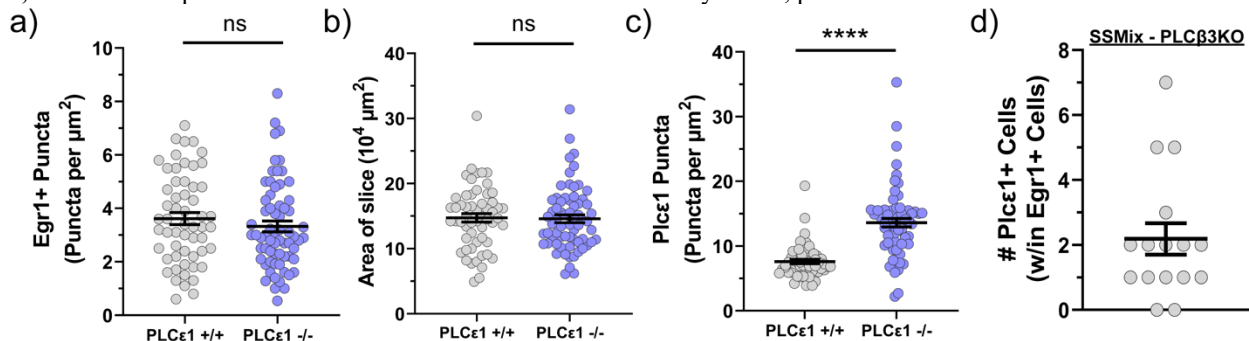 a)
ns
Egr1+ Puncta
(Puncta per µm²)
10
8
6
4
2
0
PLCε1 +/+
PLCε1 -/-
b)
ns
Area of slice (10⁴ µm²)
40
30
20
10
0
PLCε1 +/+
PLCε1 -/-
c)
****
Plcε1 Puncta
(Puncta per µm²)
40
30
20
10
0
PLCε1 +/+
PLCε1 -/-
d)
SSMix - PLCβ3KO
# Plcε1+ Cells
(w/in Egr1+ Cells)
8
6
4
2
0